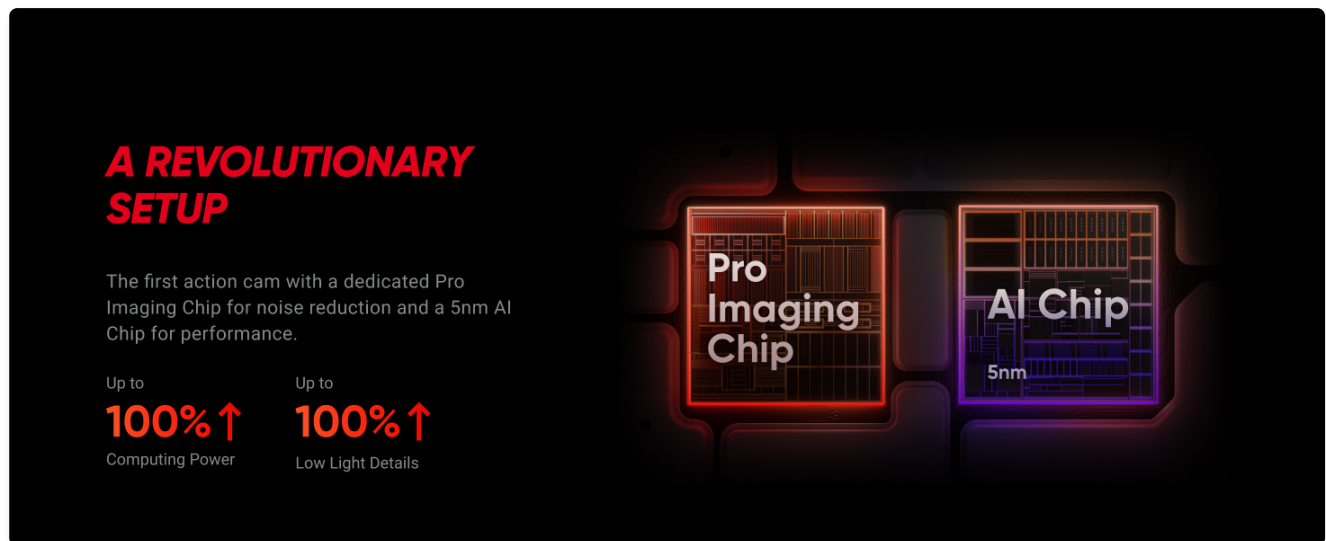 A REVOLUTIONARY
SETUP
The first action cam with a dedicated Pro
Imaging Chip for noise reduction and a 5nm AI
Chip for performance.
Up to
100%↑
Computing Power
Up to
100%↑
Low Light Details
Pro
Imaging
Chip
AI Chip
5nm